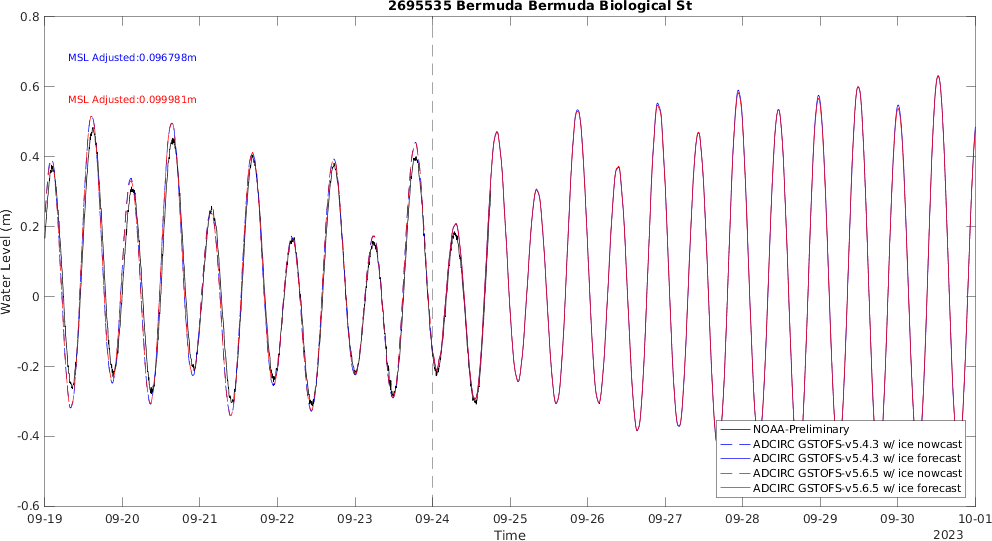 2695535 Bermuda Bermuda Biological St
MSL Adjusted:0.096798m
MSL Adjusted:0.099981m
Water Level (m)
0.8
0.6
0.4
0.2
0
-0.2
-0.4
-0.6
NOAA-Preliminary
ADCIRC GSTOFS-v5.4.3 w/ ice nowcast
ADCIRC GSTOFS-v5.4.3 w/ ice forecast
ADCIRC GSTOFS-v5.6.5 w/ ice nowcast
ADCIRC GSTOFS-v5.6.5 w/ ice forecast
09-19 09-20 09-21 09-22 09-23 09-24 09-25 09-26 09-27 09-28 09-29 09-30 10-01
Time
2023